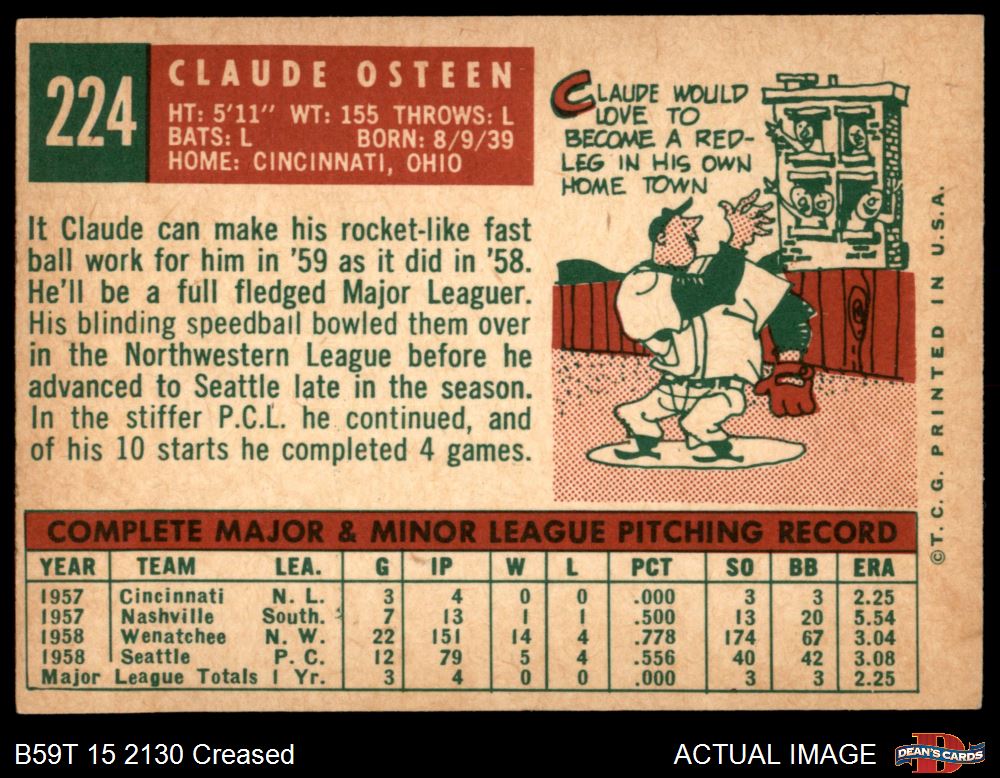 224
CLAUDE OSTEEN
HT: 5'11" WT: 155 THROWS: L
BATS: L BORN: 8/9/39
HOME: CINCINNATI, OHIO
CLAUDE WOULD
LOVE TO
BECOME A RED-
LEG IN HIS OWN
HOME TOWN
It Claude can make his rocket-like fast
ball work for him in '59 as it did in '58.
He'll be a full fledged Major Leaguer.
His blinding speedball bowled them over
in the Northwestern League before he
advanced to Seattle late in the season.
In the stiffer P.C.L. he continued, and
of his 10 starts he completed 4 games.
©T.C.G. PRINTED IN U.S.A.
COMPLETE MAJOR & MINOR LEAGUE PITCHING RECORD
YEAR TEAM LEA. G IP W L PCT SO BB ERA
1957 Cincinnati N. L. 3 4 0 0 .000 3 3 2.25
1957 Nashville South. 7 13 1 1 .500 13 20 5.54
1958 Wenatchee N. W. 22 151 14 4 .778 174 67 3.04
1958 Seattle P. C. 12 79 5 4 .556 40 42 3.08
Major League Totals 1 Yr. 3 4 0 0 .000 3 3 2.25
B59T 15 2130 Creased
ACTUAL IMAGE
DEAN'S CARDS